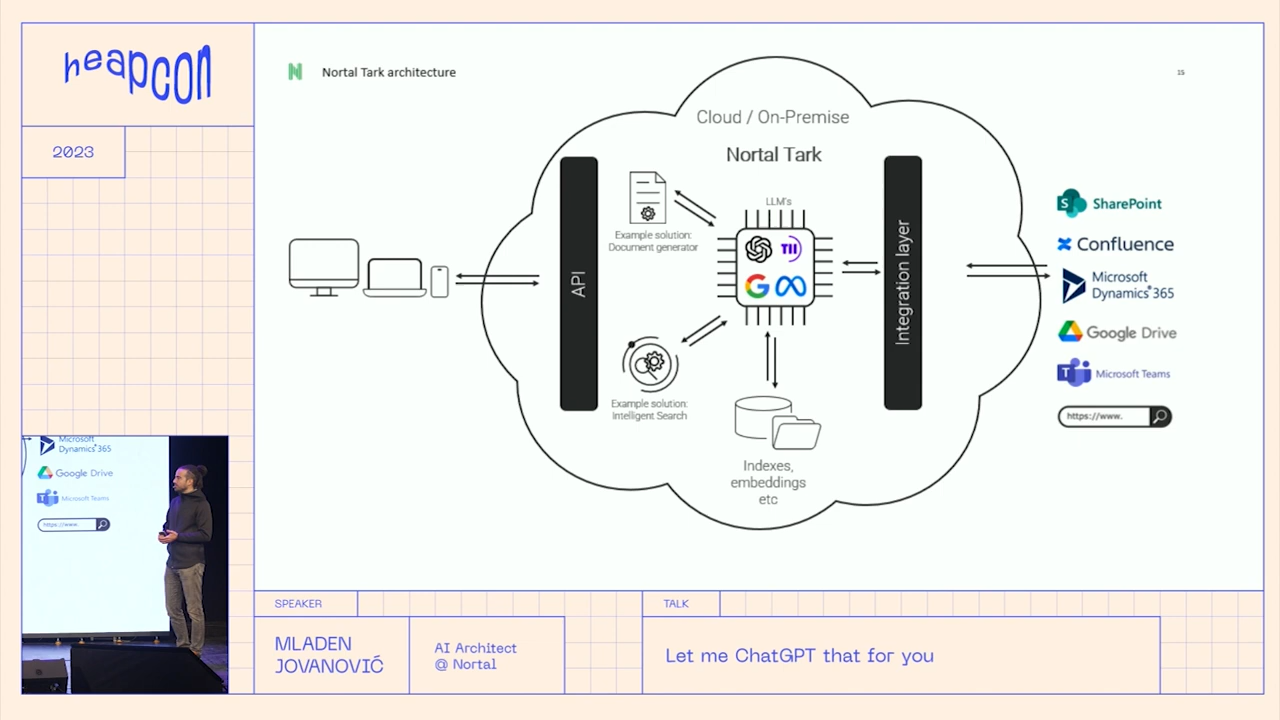 heapcon
2023
Nortal Tark architecture
15
Cloud / On-Premise
Nortal Tark
LLM's
TII
Example solution:
Document generator
API
Integration layer
Example solution:
Intelligent Search
Indexes,
embeddings
etc
SharePoint
Confluence
Microsoft
Dynamics 365
Google Drive
Microsoft Teams
https://www.
Microsoft
Dynamics 365
Google Drive
Microsoft Teams
https://www.
SPEAKER
MLADEN
JOVANOVIĆ
AI Architect
@ Nortal
TALK
Let me ChatGPT that for you